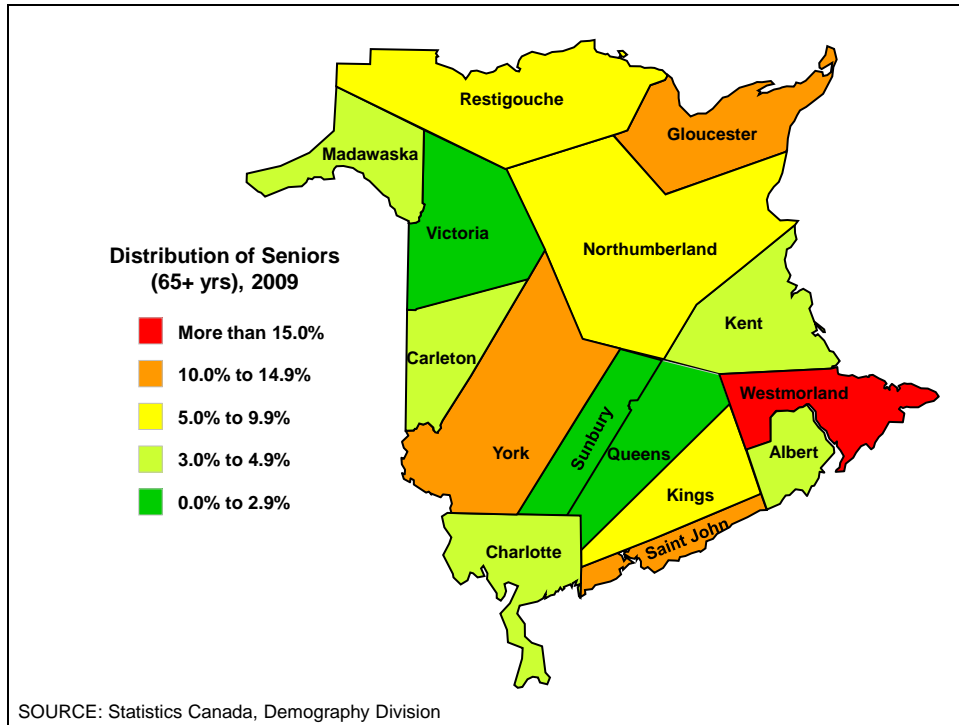 Restigouche
Gloucester
Madawaska
Victoria
Northumberland
Distribution of Seniors
(65+ yrs), 2009
More than 15.0%
10.0% to 14.9%
5.0% to 9.9%
3.0% to 4.9%
0.0% to 2.9%
Kent
Carleton
Westmorland
York
Sunbury
Queens
Albert
Kings
Saint John
Charlotte
SOURCE: Statistics Canada, Demography Division